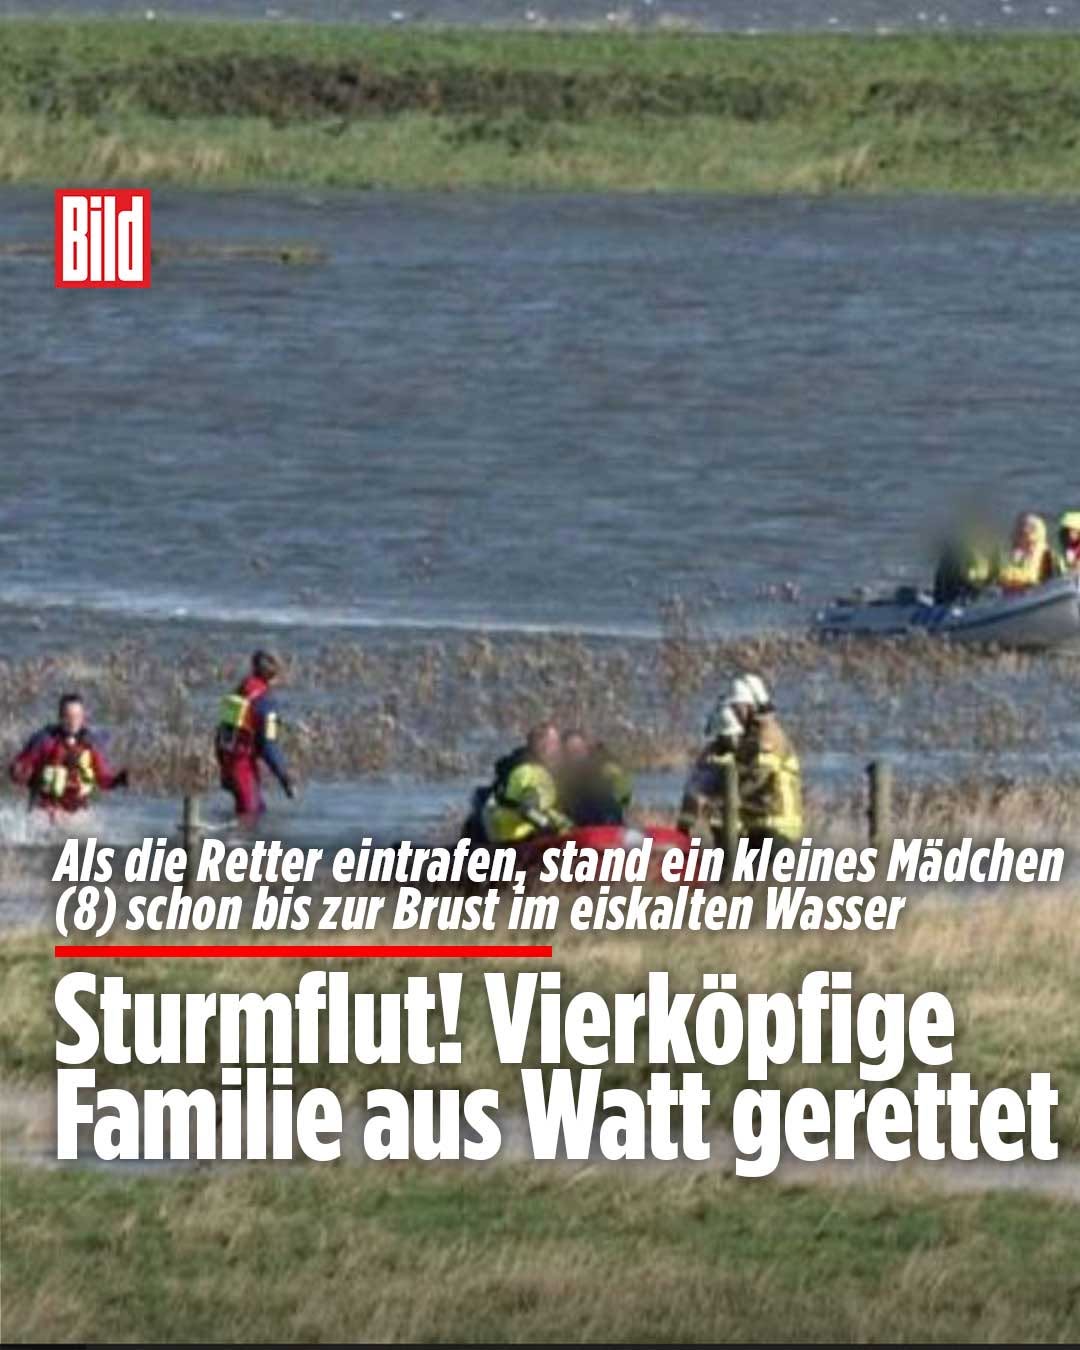 Bild
Als die Retter eintrafen, stand ein kleines Mädchen
(8) schon bis zur Brust im eiskalten Wasser
Sturmflut! Vierköpfige
Familie aus Watt gerettet